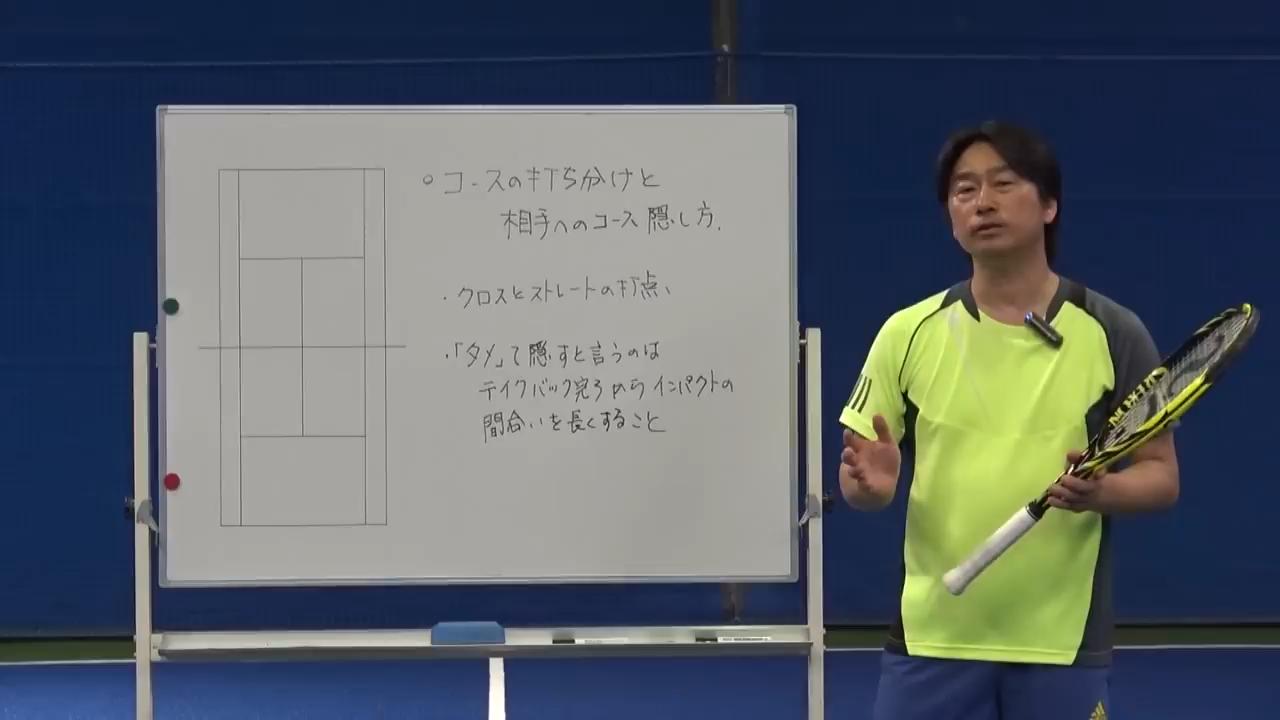 ○コースの打ち分けと
相手へのコース隠し方.
・クロスとストレートの打点、
・「タメ」て隠すと言うのは
テイクバック完了からインパクトの
間合いを長くすること